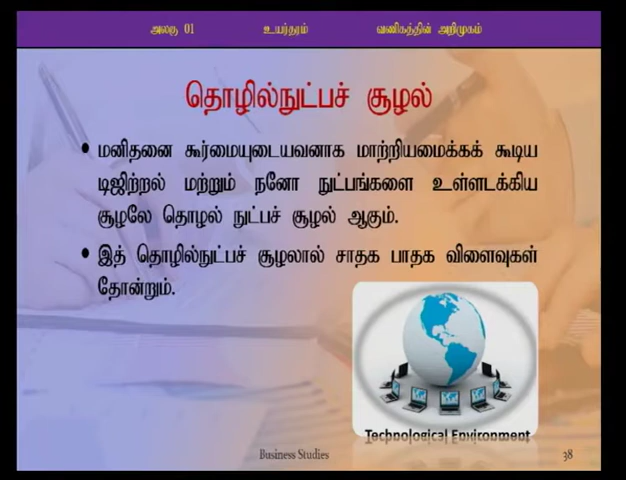 அலகு 01 உயர்தரம் வணிகத்தின் அறிமுகம்
தொழில்நுட்பச் சூழல்
• மனிதனை கூர்மையுடையவனாக மாற்றியமைக்கக் கூடிய
டிஜிற்றல் மற்றும் நனோ நுட்பங்களை உள்ளடக்கிய
சூழலே தொழல் நுட்பச் சூழல் ஆகும்.
• இத் தொழில்நுட்பச் சூழலால் சாதக பாதக விளைவுகள்
தோன்றும்.
Technological Environment
Business Studies 38